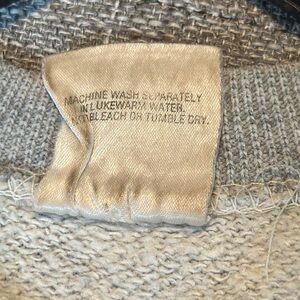 MACHINE WASH SEPARATELY
IN LUKEWARM WATER.
BLEACH OR TUMBLE DRY.